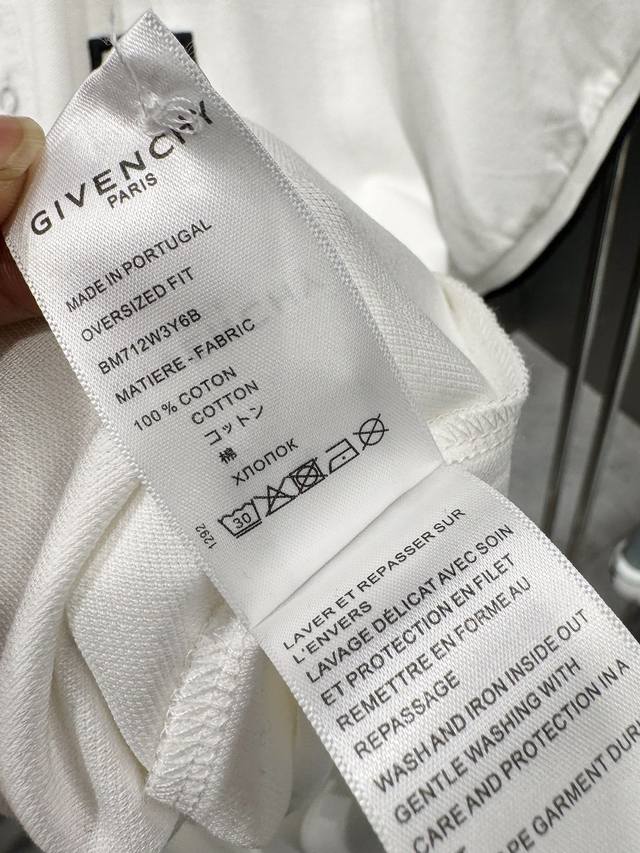 GIVENCHY
PARIS
MADE IN PORTUGAL
OVERSIZED FIT
BM712W3Y6B
MATIERE - FABRIC
100 % COTON
COTTON
コットン
棉
ХЛОПОК
30
1292
LAVER ET REPASSER SUR
L'ENVERS
LAVAGE DÉLICAT AVEC SOIN
ET PROTECTION EN FILET
REMETTRE EN FORME AU
REPASSAGE
WASH AND IRON INSIDE OUT
GENTLE WASHING WITH
CARE AND PROTECTION IN A
GARMENT